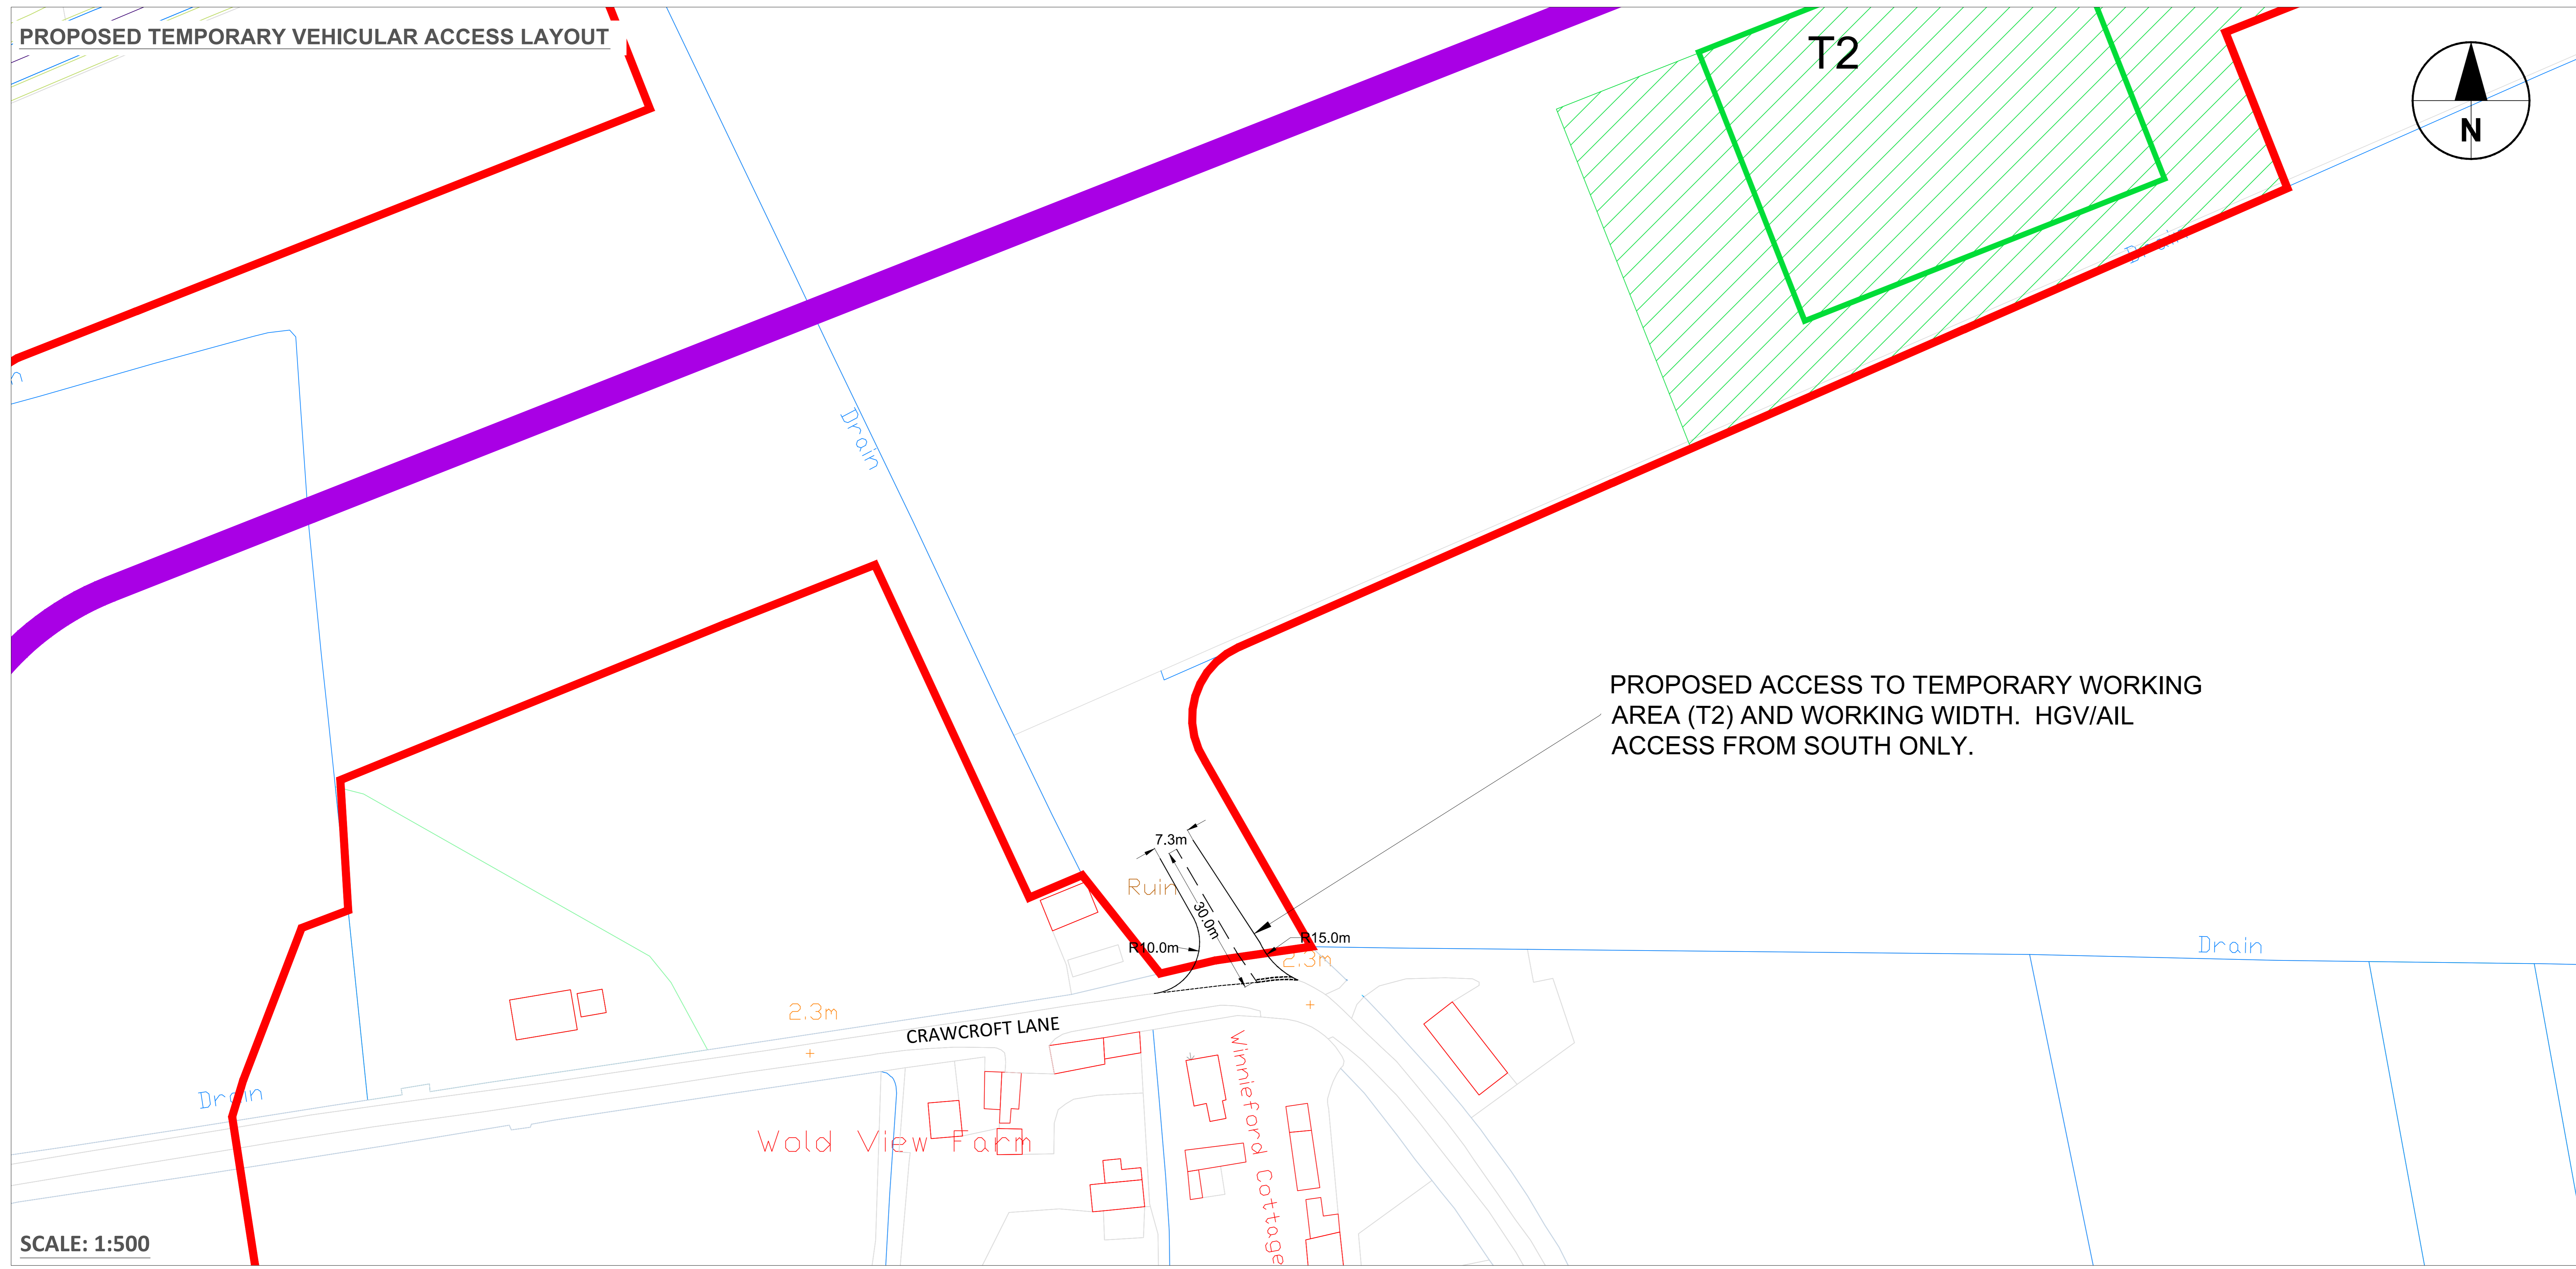 PROPOSED TEMPORARY VEHICULAR ACCESS LAYOUT
T2
N
Drain
n
Drain
PROPOSED ACCESS TO TEMPORARY WORKING
AREA (T2) AND WORKING WIDTH. HGV/AIL
ACCESS FROM SOUTH ONLY.
7.3m
Ruin
30.0m
R10.0m
R15.0m
2.3m
Drain
2.3m
CRAWCROFT LANE
Drain
Wold View Farm
Winnieford Cottage
SCALE: 1:500